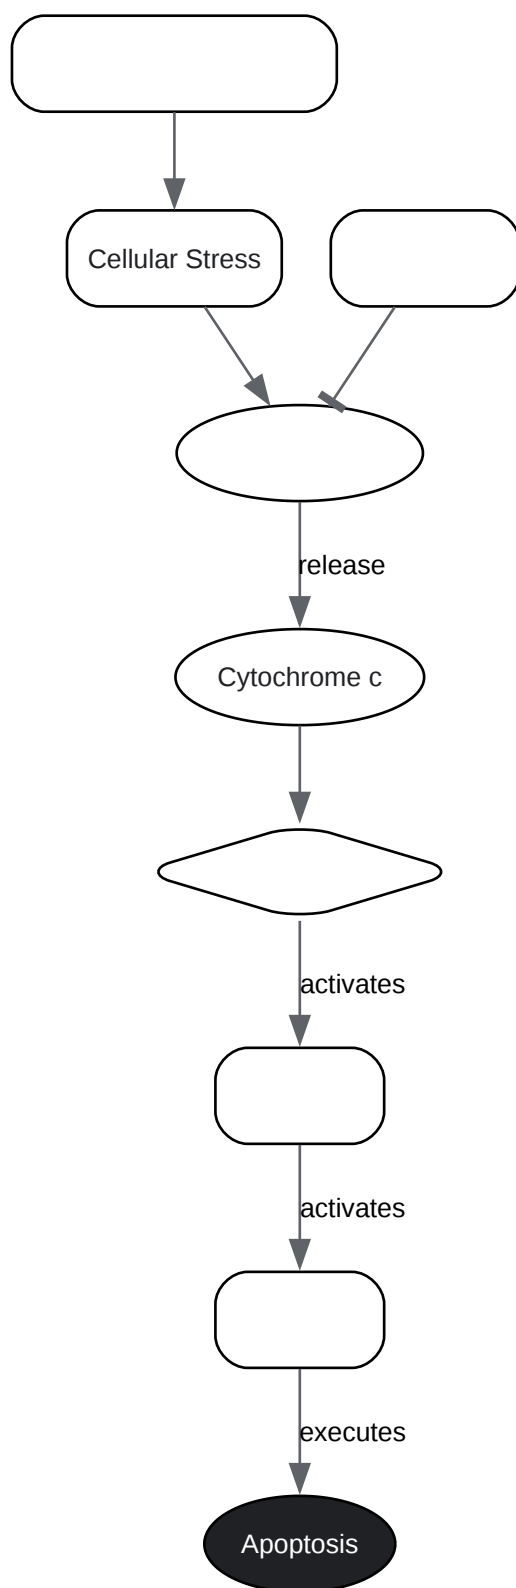 Cellular Stress
release
Cytochrome c
activates
activates
executes
Apoptosis